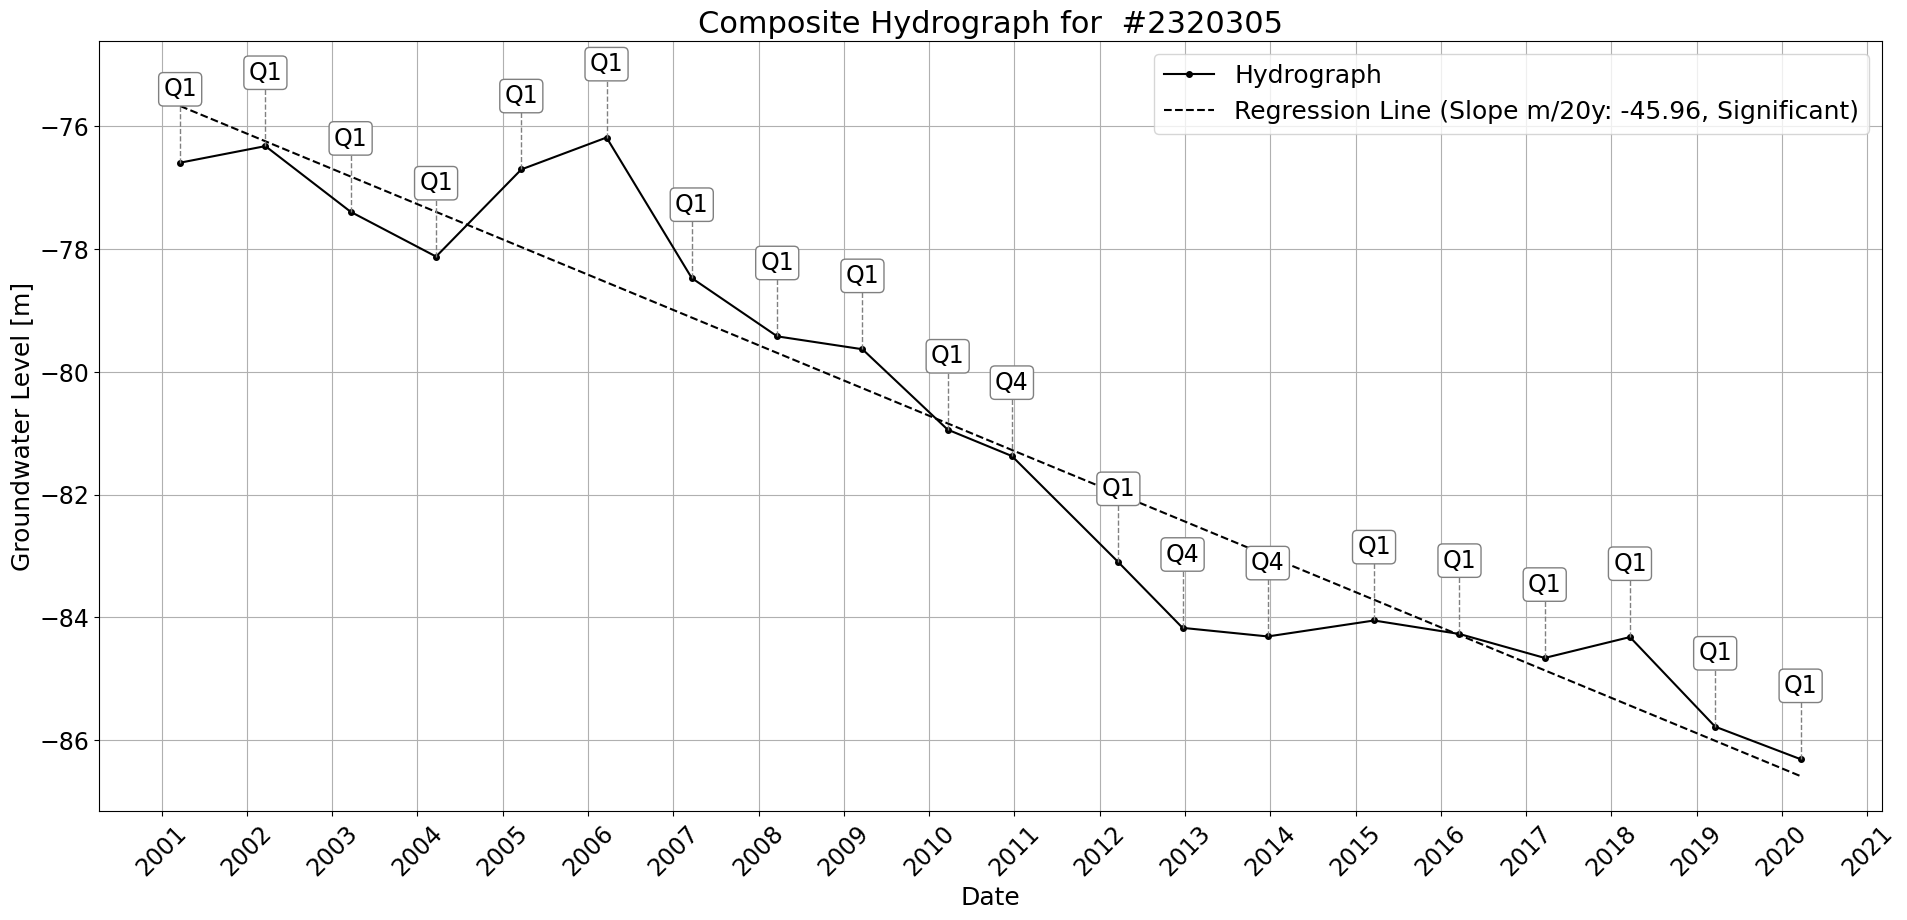 Composite Hydrograph for  #2320305
Hydrograph
Regression Line (Slope m/20y: -45.96, Significant)
Q1
Q1
Q1
Q1
Q1
Q1
Q1
Q1
Q1
Q1
Q4
Q1
Q4
Q4
Q1
Q1
Q1
Q1
Q1
Q1
Groundwater Level [m]
−76
−78
−80
−82
−84
−86
2001
2002
2003
2004
2005
2006
2007
2008
2009
2010
2011
2012
2013
2014
2015
2016
2017
2018
2019
2020
2021
Date